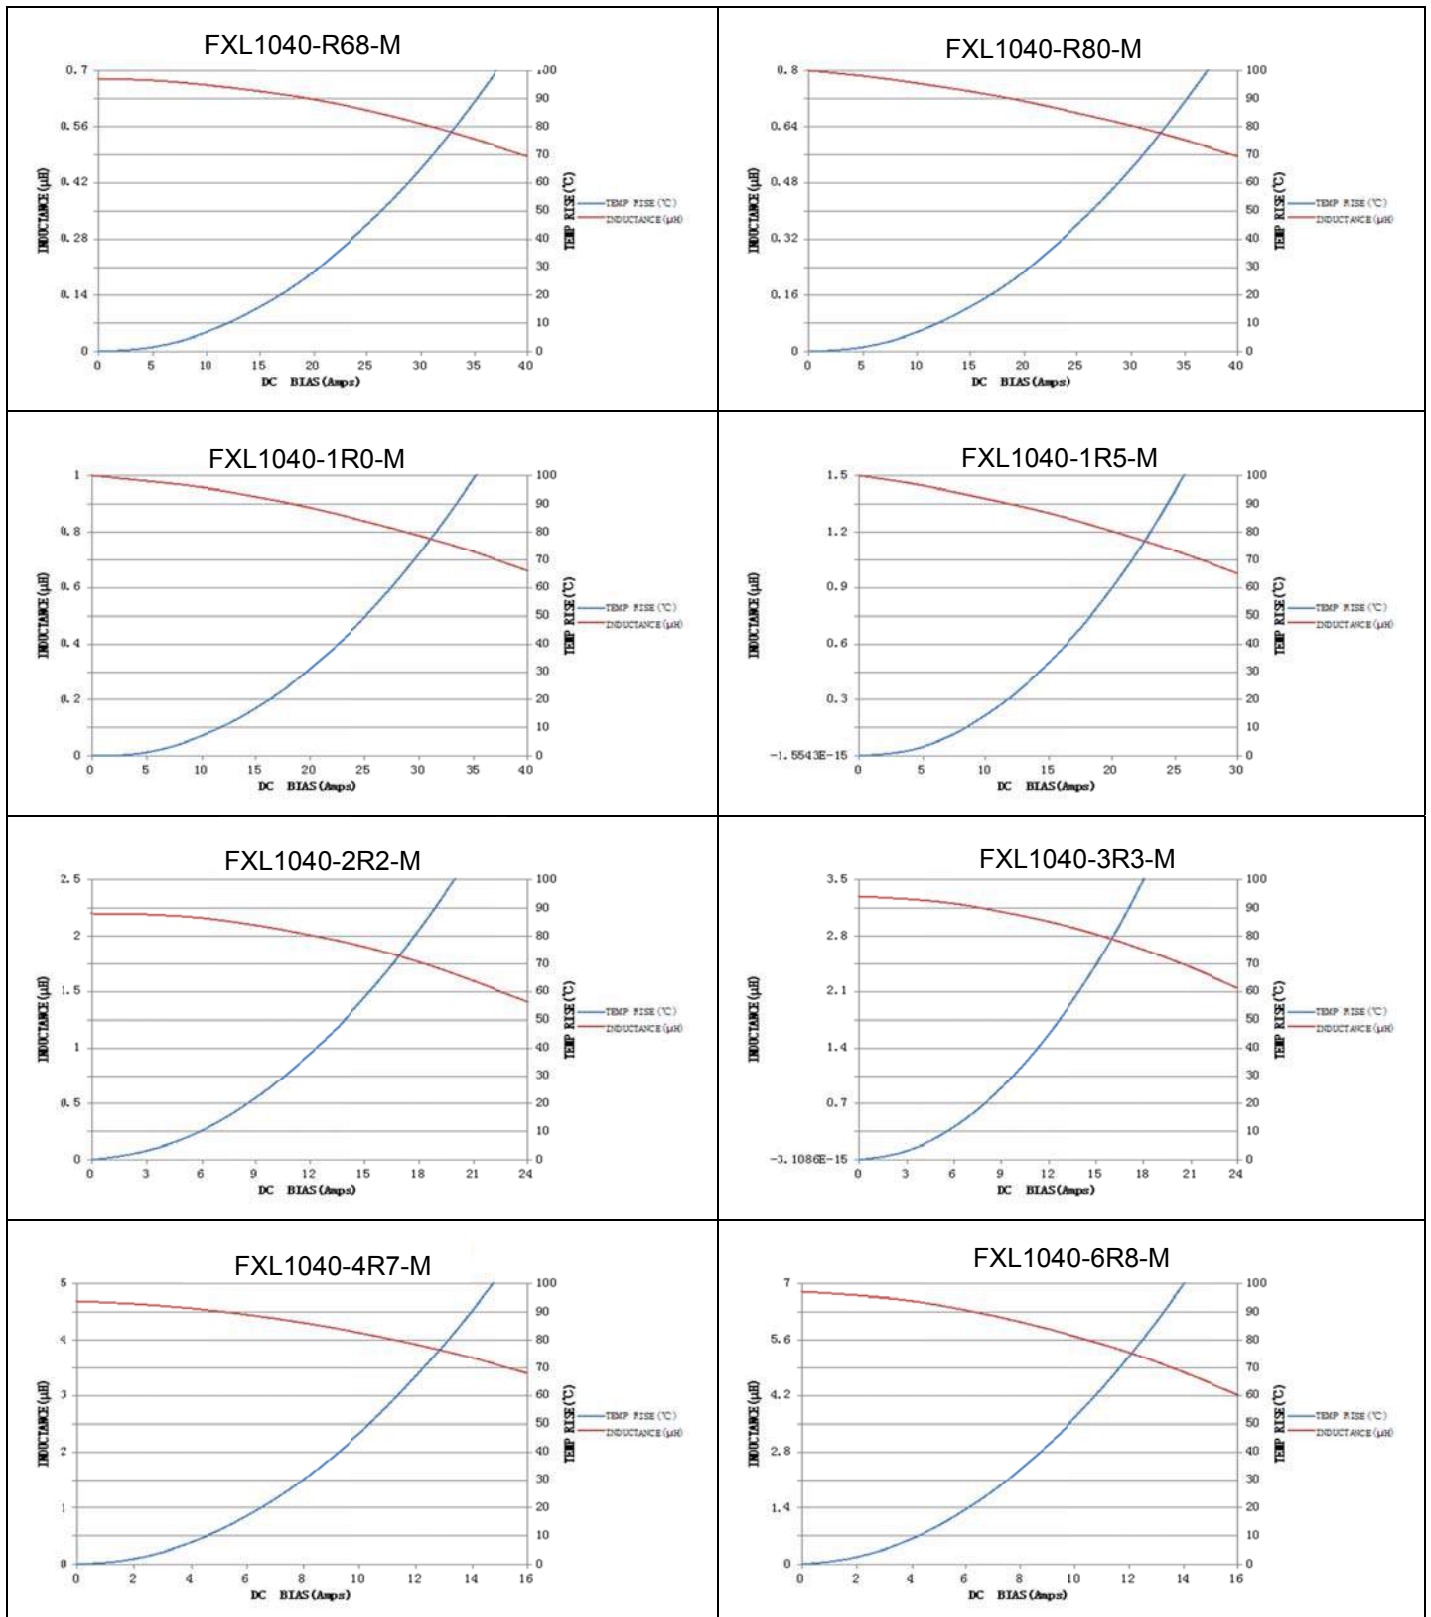 FXL1040-R68-M
0.7
0.56
0.42
0.28
0.14
0
100
90
80
70
60
50
40
30
20
10
0
0 5 10 15 20 25 30 35 40
INDUCTANCE(μH)
DC BIAS(Amps)
TEMP RISE(℃)
TEMP RISE(℃)
INDUCTANCE(μH)
FXL1040-R80-M
0.8
0.64
0.48
0.32
0.16
0
100
90
80
70
60
50
40
30
20
10
0
0 5 10 15 20 25 30 35 40
INDUCTANCE(μH)
DC BIAS(Amps)
TEMP RISE(℃)
TEMP RISE(℃)
INDUCTANCE(μH)
FXL1040-1R0-M
1
0.8
0.6
0.4
0.2
0
100
90
80
70
60
50
40
30
20
10
0
0 5 10 15 20 25 30 35 40
INDUCTANCE(μH)
DC BIAS(Amps)
TEMP RISE(℃)
TEMP RISE(℃)
INDUCTANCE(μH)
FXL1040-1R5-M
1.5
1.2
0.9
0.6
0.3
-1.5543E-15
100
90
80
70
60
50
40
30
20
10
0
0 5 10 15 20 25 30
INDUCTANCE(μH)
DC BIAS(Amps)
TEMP RISE(℃)
TEMP RISE(℃)
INDUCTANCE(μH)
FXL1040-2R2-M
2.5
2
1.5
1
0.5
0
100
90
80
70
60
50
40
30
20
10
0
0 3 6 9 12 15 18 21 24
INDUCTANCE(μH)
DC BIAS(Amps)
TEMP RISE(℃)
TEMP RISE(℃)
INDUCTANCE(μH)
FXL1040-3R3-M
3.5
2.8
2.1
1.4
0.7
-3.1086E-15
100
90
80
70
60
50
40
30
20
10
0
0 3 6 9 12 15 18 21 24
INDUCTANCE(μH)
DC BIAS(Amps)
TEMP RISE(℃)
TEMP RISE(℃)
INDUCTANCE(μH)
FXL1040-4R7-M
5
4
3
2
1
0
100
90
80
70
60
50
40
30
20
10
0
0 2 4 6 8 10 12 14 16
INDUCTANCE(μH)
DC BIAS(Amps)
TEMP RISE(℃)
TEMP RISE(℃)
INDUCTANCE(μH)
FXL1040-6R8-M
7
5.6
4.2
2.8
1.4
0
100
90
80
70
60
50
40
30
20
10
0
0 2 4 6 8 10 12 14 16
INDUCTANCE(μH)
DC BIAS(Amps)
TEMP RISE(℃)
TEMP RISE(℃)
INDUCTANCE(μH)